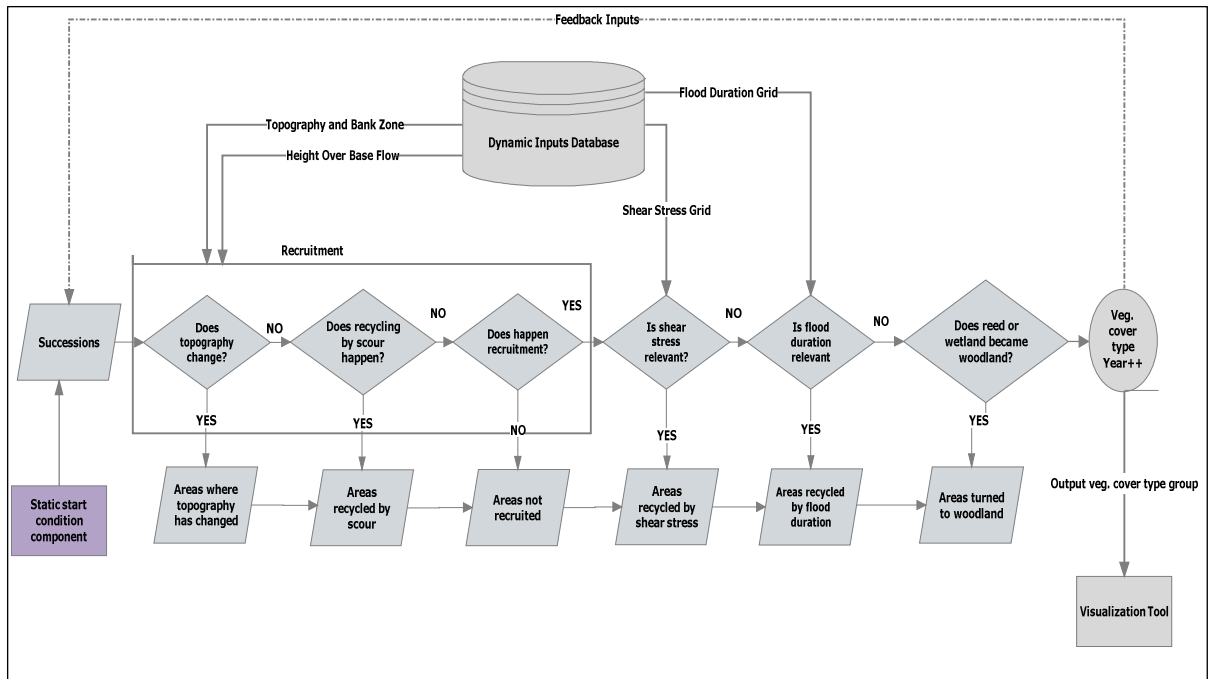 Feedback Inputs
Flood Duration Grid
Topography and Bank Zone
Dynamic Inputs Database
Height Over Base Flow
Shear Stress Grid
Recruitment
Successions
Does
topography
change?
NO
Does recycling
by scour
happen?
NO
Does happen
recruitment?
YES
Is shear
stress
relevant?
NO
Is flood
duration
relevant
NO
Does reed or
wetland became
woodland?
Veg.
cover
type
Year++
YES
YES
NO
YES
YES
YES
Static start
condition
component
Areas where
topography
has changed
Areas
recycled by
scour
Areas not
recruited
Areas
recycled by
shear stress
Areas recycled
by flood
duration
Areas turned
to woodland
Output veg. cover type group
Visualization Tool